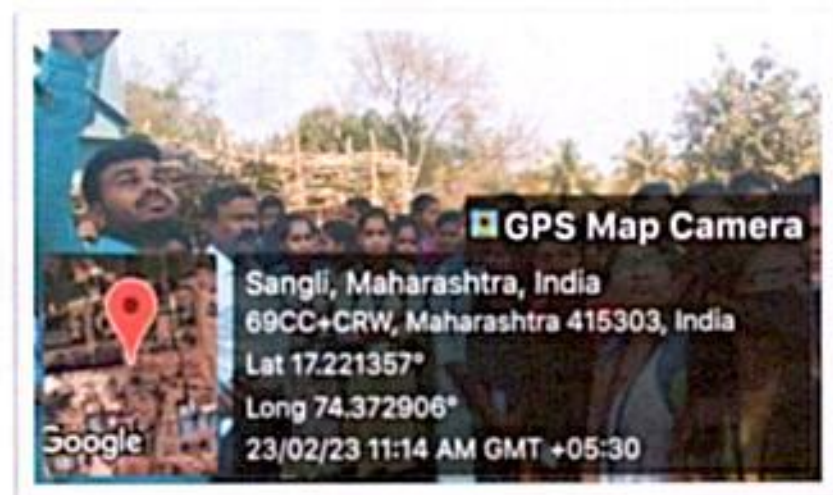 GPS Map Camera
Sangli, Maharashtra, India
69CC+CRW, Maharashtra 415303, India
Lat 17.221357°
Long 74.372906°
23/02/23 11:14 AM GMT +05:30
Google